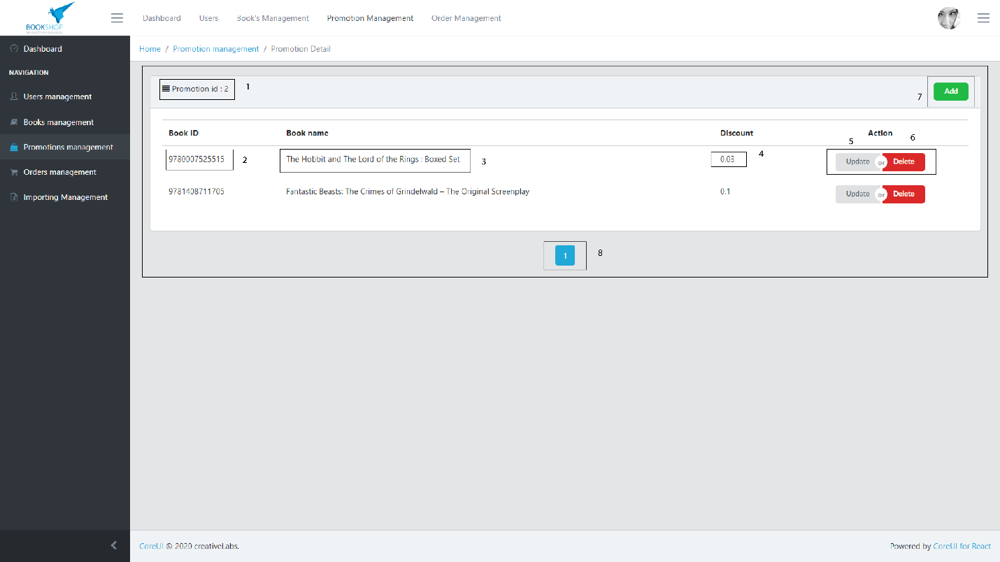 BOOKSHOP
Dashboard Users Book's Management Promotion Management Order Management
Dashboard
Home / Promotion management / Promotion Detail
NAVIGATION
Users management
Books management
Promotions management
Orders management
Importing Management
Promotion id : 2 1
7 Add
Book ID Book name Discount Action
5 6
9780007525515 2 The Hobbit and The Lord of the Rings : Boxed Set 3 0.03 4 Update or Delete
9781408711705 Fantastic Beasts: The Crimes of Grindelwald – The Original Screenplay 0.1 Update or Delete
1 8
CoreUI © 2020 creativeLabs.
Powered by CoreUI for React